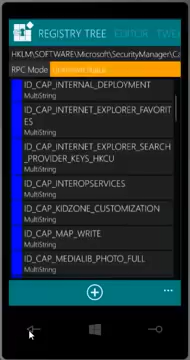 REGISTRY TREE EDITOR TWE
HKLM\SOFTWARE\Microsoft\SecurityManager\Ca
RPC Mode Unknown Status
ID_CAP_INTERNAL_DEPLOYMENT
MultiString
ID_CAP_INTERNET_EXPLORER_FAVORIT
ES
MultiString
ID_CAP_INTERNET_EXPLORER_SEARCH
_PROVIDER_KEYS_HKCU
MultiString
ID_CAP_INTEROPSERVICES
MultiString
ID_CAP_KIDZONE_CUSTOMIZATION
MultiString
ID_CAP_MAP_WRITE
MultiString
ID_CAP_MEDIALIB_PHOTO_FULL
MultiString